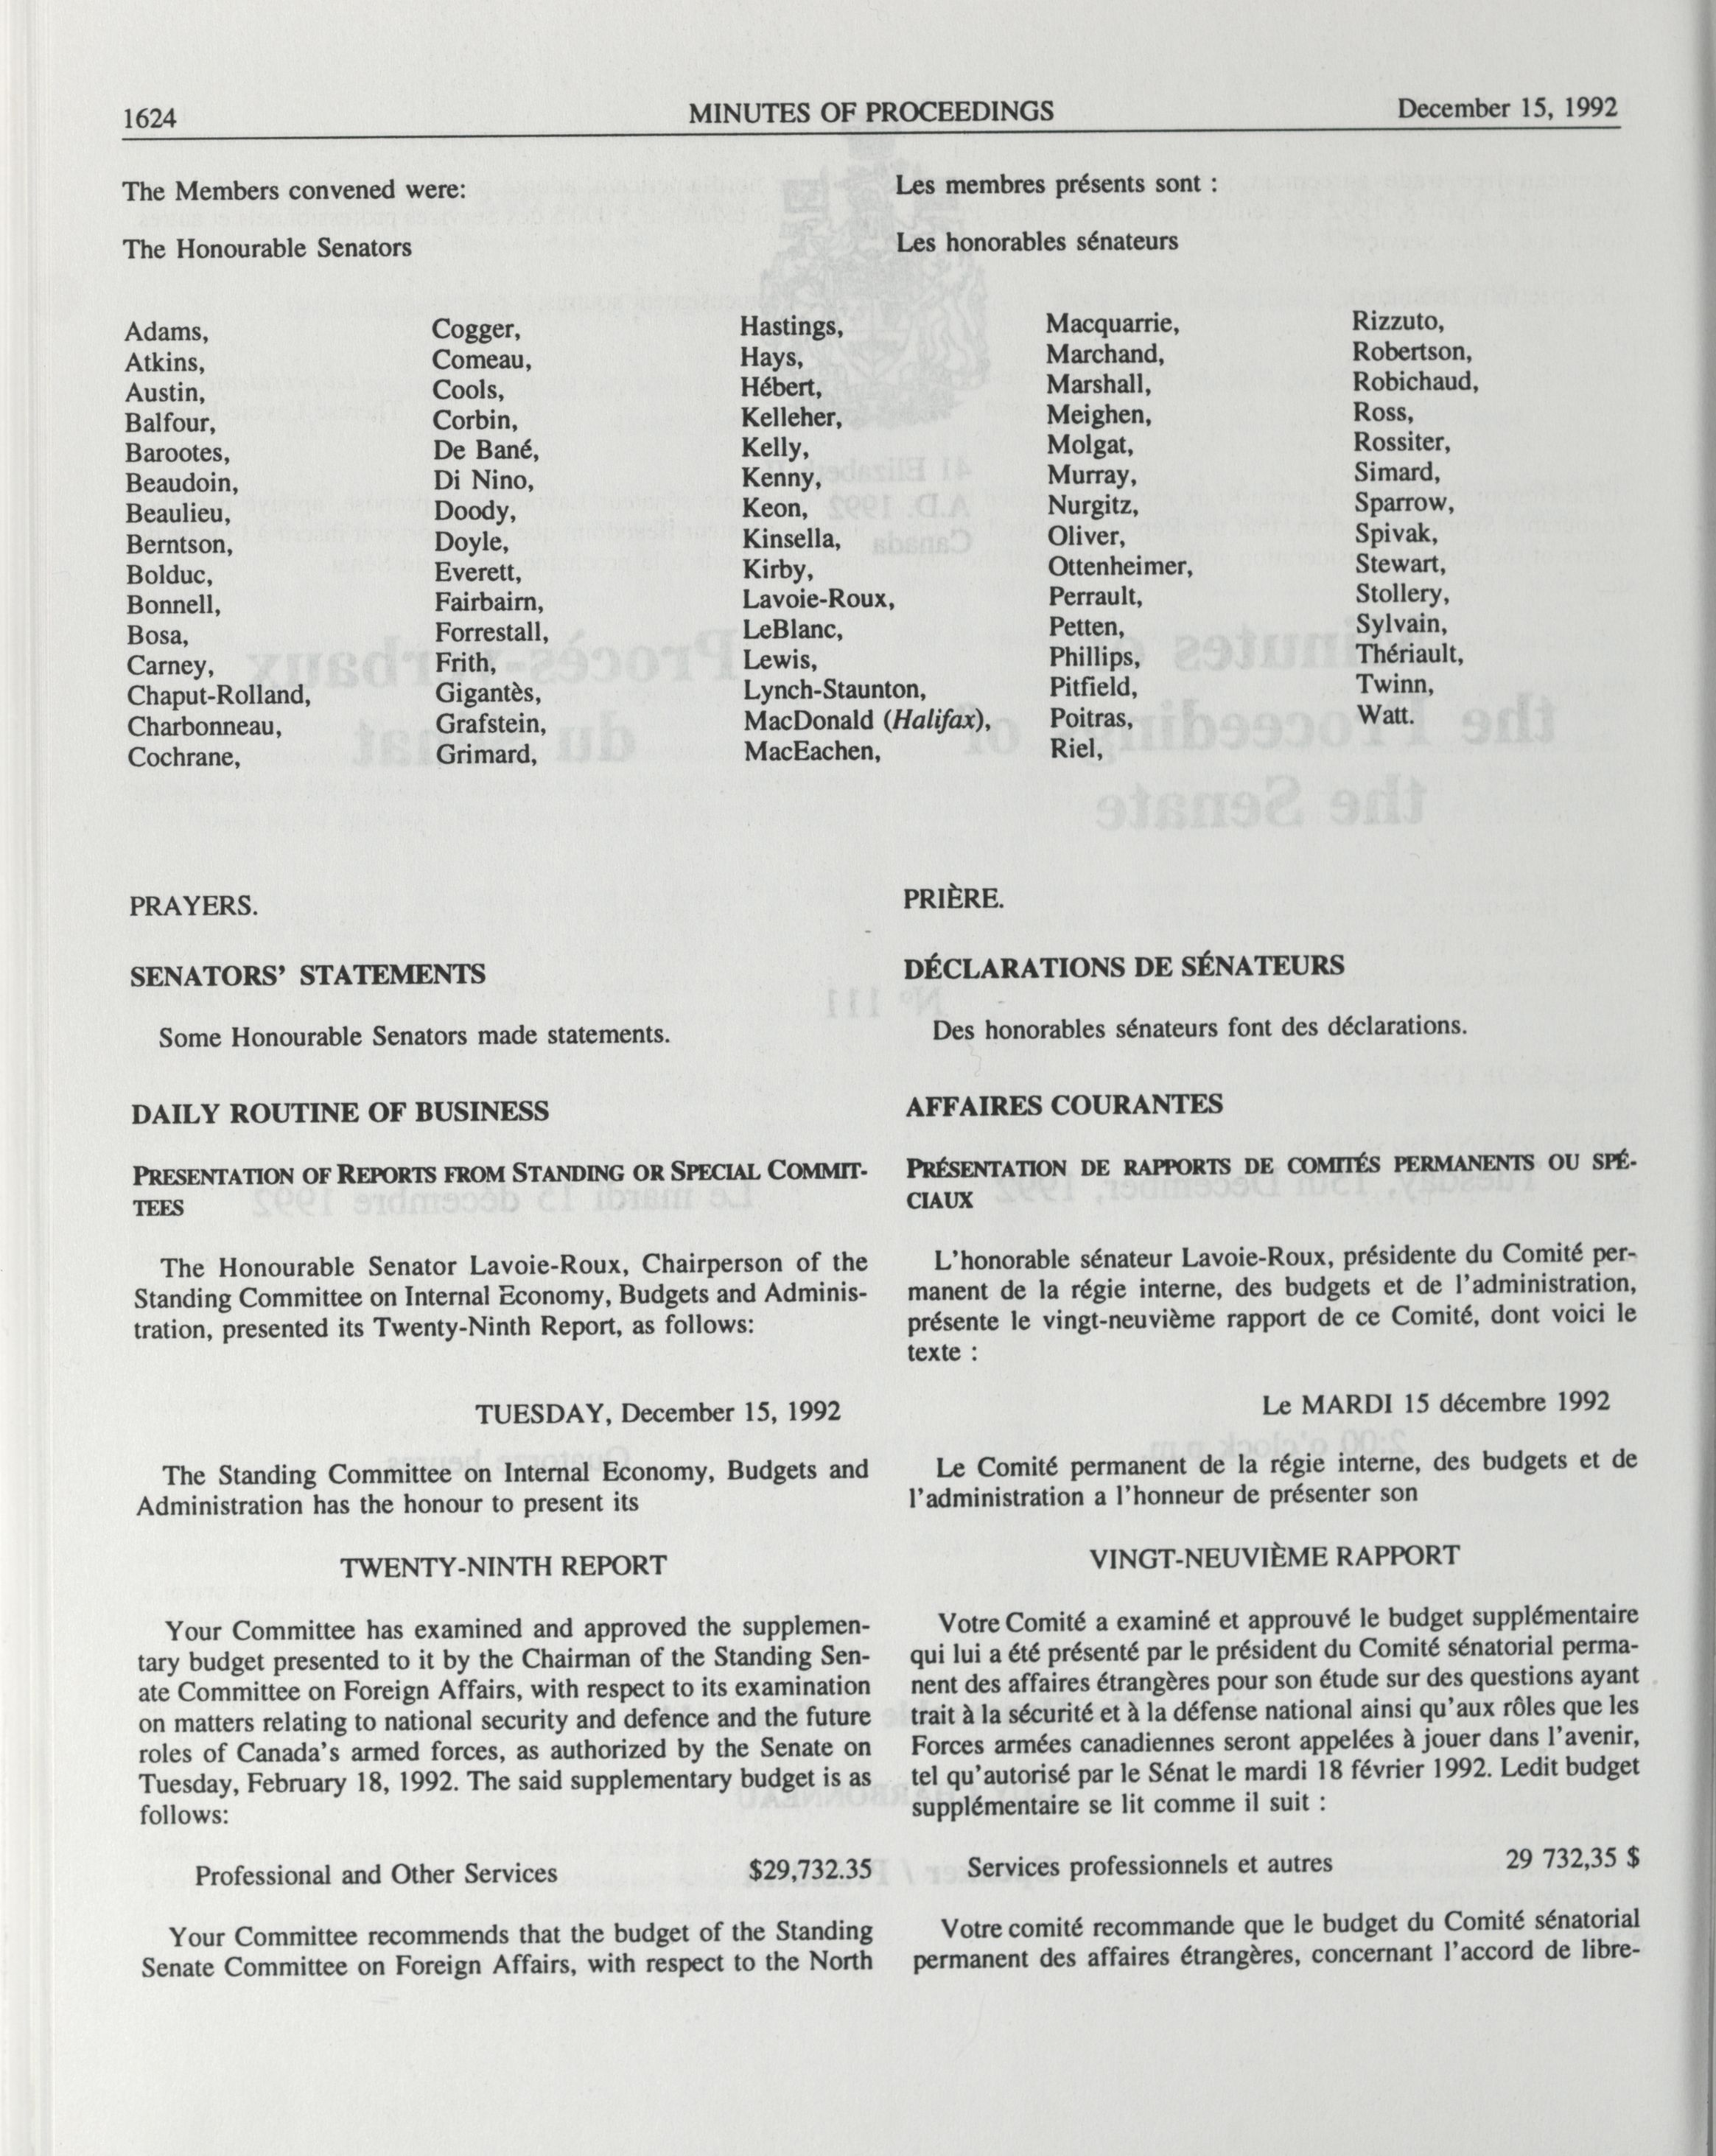 1624
MINUTES OF PROCEEDINGS
December 15, 1992
The Members convened were:
The Honourable Senators
Les membres présents sont :
Les honorables sénateurs
Adams,
Atkins,
Austin,
Balfour,
Barootes,
Beaudoin,
Beaulieu,
Berntson,
Bolduc,
Bonnell,
Bosa,
Carney,
Chaput-Rolland,
Charbonneau,
Cochrane,
Cogger,
Comeau,
Cools,
Corbin,
De Bané,
Di Nino,
Doody,
Doyle,
Everett,
Fairbairn,
Forrestall,
Frith,
Gigantès,
Grafstein,
Grimard,
Hastings,
Hays,
Hébert,
Kelleher,
Kelly,
Kenny,
Keon,
Kinsella,
Kirby,
Lavoie-Roux,
LeBlanc,
Lewis,
Lynch-Staunton,
MacDonald (Halifax),
MacEachen,
Macquarrie,
Marchand,
Marshall,
Meighen,
Molgat,
Murray,
Nurgitz,
Oliver,
Ottenheimer,
Perrault,
Petten,
Phillips,
Pitfield,
Poitras,
Riel,
Rizzuto,
Robertson,
Robichaud,
Ross,
Rossiter,
Simard,
Sparrow,
Spivak,
Stewart,
Stollery,
Sylvain,
Thériault,
Twinn,
Watt.
PRAYERS.
SENATORS' STATEMENTS
Some Honourable Senators made statements.
DAILY ROUTINE OF BUSINESS
PRESENTATION OF REPORTS FROM STANDING OR SPECIAL COMMIT-
TEES
The Honourable Senator Lavoie-Roux, Chairperson of the
Standing Committee on Internal Economy, Budgets and Adminis-
tration, presented its Twenty-Ninth Report, as follows:
TUESDAY, December 15, 1992
The Standing Committee on Internal Economy, Budgets and
Administration has the honour to present its
TWENTY-NINTH REPORT
Your Committee has examined and approved the supplemen-
tary budget presented to it by the Chairman of the Standing Sen-
ate Committee on Foreign Affairs, with respect to its examination
on matters relating to national security and defence and the future
roles of Canada's armed forces, as authorized by the Senate on
Tuesday, February 18, 1992. The said supplementary budget is as
follows:
Professional and Other Services $29,732.35
Your Committee recommends that the budget of the Standing
Senate Committee on Foreign Affairs, with respect to the North
PRIÈRE.
DÉCLARATIONS DE SÉNATEURS
Des honorables sénateurs font des déclarations.
AFFAIRES COURANTES
PRÉSENTATION DE RAPPORTS DE COMITÉS PERMANENTS OU SPÉ-
CIAUX
L'honorable sénateur Lavoie-Roux, présidente du Comité per-
manent de la régie interne, des budgets et de l'administration,
présente le vingt-neuvième rapport de ce Comité, dont voici le
texte :
Le MARDI 15 décembre 1992
Le Comité permanent de la régie interne, des budgets et de
l'administration a l'honneur de présenter son
VINGT-NEUVIÈME RAPPORT
Votre Comité a examiné et approuvé le budget supplémentaire
qui lui a été présenté par le président du Comité sénatorial perma-
nent des affaires étrangères pour son étude sur des questions ayant
trait à la sécurité et à la défense national ainsi qu'aux rôles que les
Forces armées canadiennes seront appelées à jouer dans l'avenir,
tel qu'autorisé par le Sénat le mardi 18 février 1992. Ledit budget
supplémentaire se lit comme il suit :
Services professionnels et autres 29 732,35 $
Votre comité recommande que le budget du Comité sénatorial
permanent des affaires étrangères, concernant l'accord de libre-